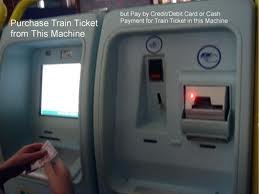 Purchase Train Ticket
from This Machine
but Pay by Credit/Debit Card or Cash
Payment for Train Ticket in this Machine